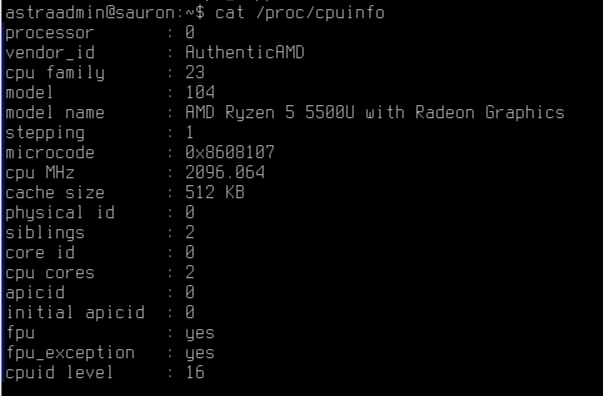 astraadmin@sauron:~$ cat /proc/cpuinfo
processor : 0
vendor_id : AuthenticAMD
cpu family : 23
model : 104
model name : AMD Ryzen 5 5500U with Radeon Graphics
stepping : 1
microcode : 0x8608107
cpu MHz : 2096.064
cache size : 512 KB
physical id : 0
siblings : 2
core id : 0
cpu cores : 2
apicid : 0
initial apicid : 0
fpu : yes
fpu_exception : yes
cpuid level : 16